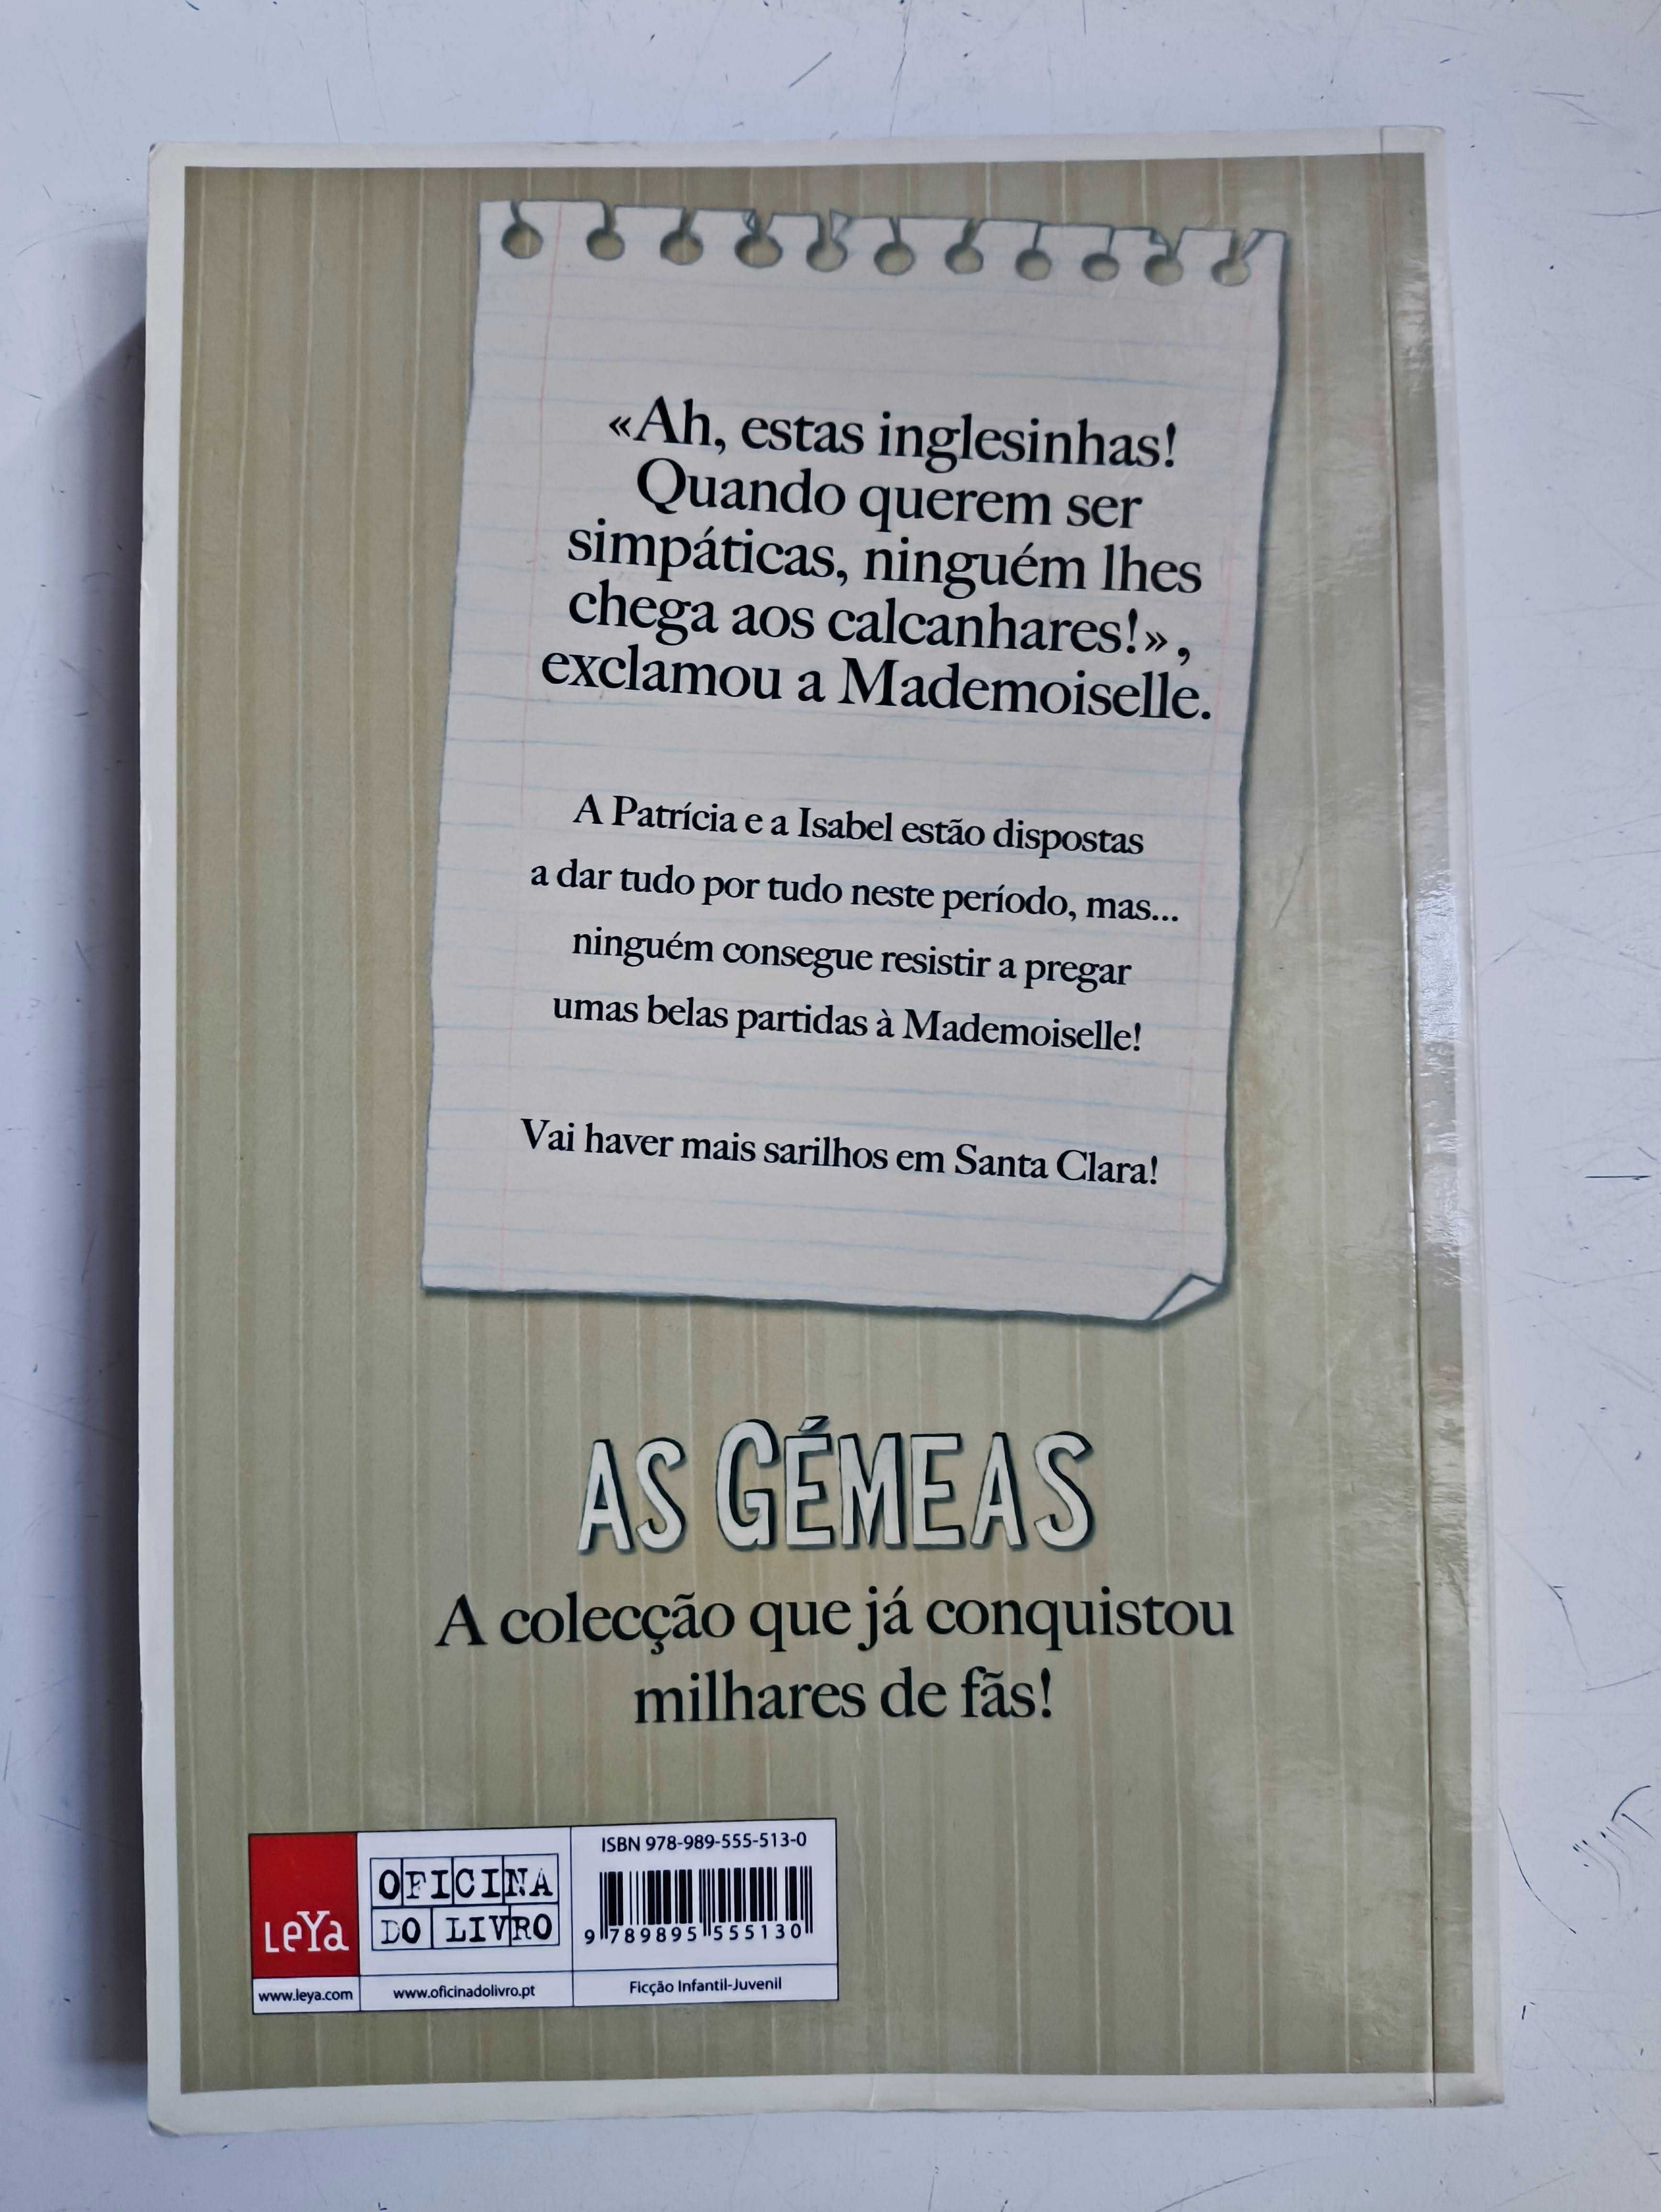 «Ah, estas inglesinhas!
Quando querem ser
simpáticas, ninguém lhes
chega aos calcanhares!»,
exclamou a Mademoiselle.
A Patrícia e a Isabel estão dispostas
a dar tudo por tudo neste período, mas...
ninguém consegue resistir a pregar
umas belas partidas à Mademoiselle!
Vai haver mais sarilhos em Santa Clara!
AS GÉMEAS
A colecção que já conquistou
milhares de fãs!
LeYa
www.leya.com
OFICINA
DO LIVRO
www.oficinadolivro.pt
ISBN 978-989-555-513-0
9 789895 555130
Ficção Infantil-Juvenil